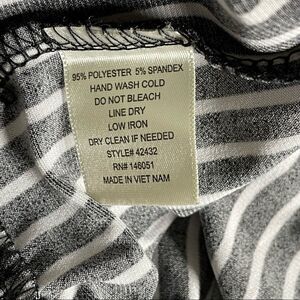 95% POLYESTER 5% SPANDEX
HAND WASH COLD
DO NOT BLEACH
LINE DRY
LOW IRON
DRY CLEAN IF NEEDED
STYLE# 42432
RN# 146051
MADE IN VIET NAM